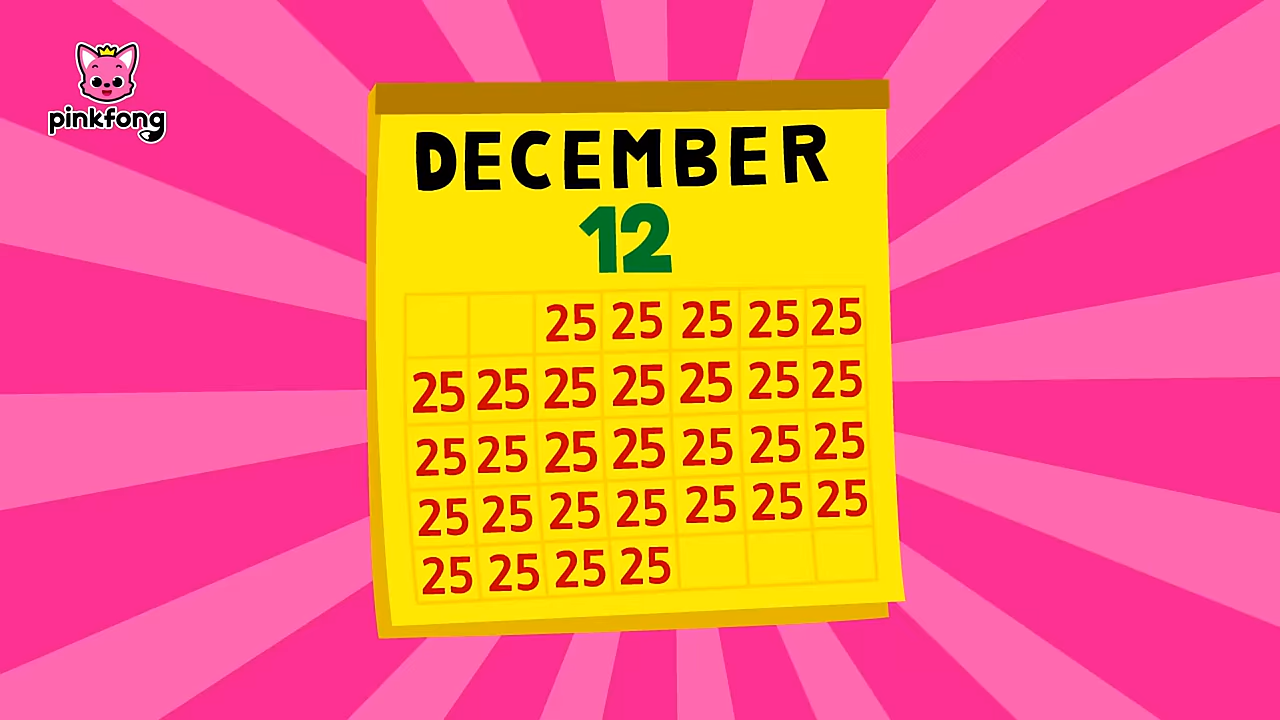 pinkfong
DECEMBER
12
25 25 25 25 25
25 25 25 25 25 25 25
25 25 25 25 25 25 25
25 25 25 25 25 25 25
25 25 25 25